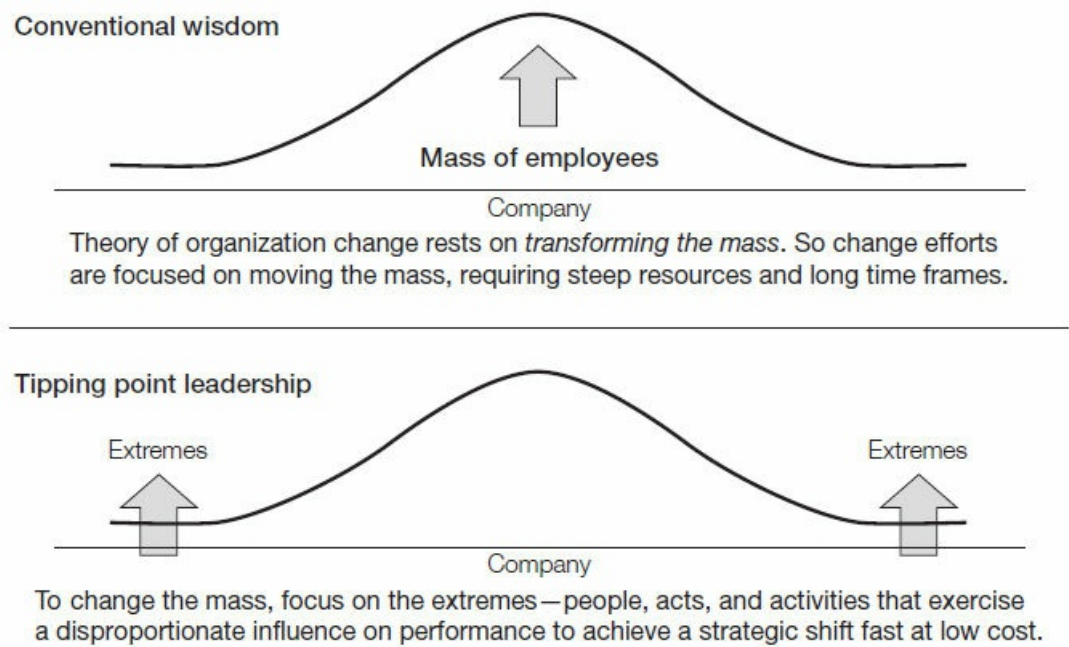 Conventional wisdom
Mass of employees
Company
Theory of organization change rests on transforming the mass. So change efforts
are focused on moving the mass, requiring steep resources and long time frames.
Tipping point leadership
Extremes
Extremes
Company
To change the mass, focus on the extremes—people, acts, and activities that exercise
a disproportionate influence on performance to achieve a strategic shift fast at low cost.